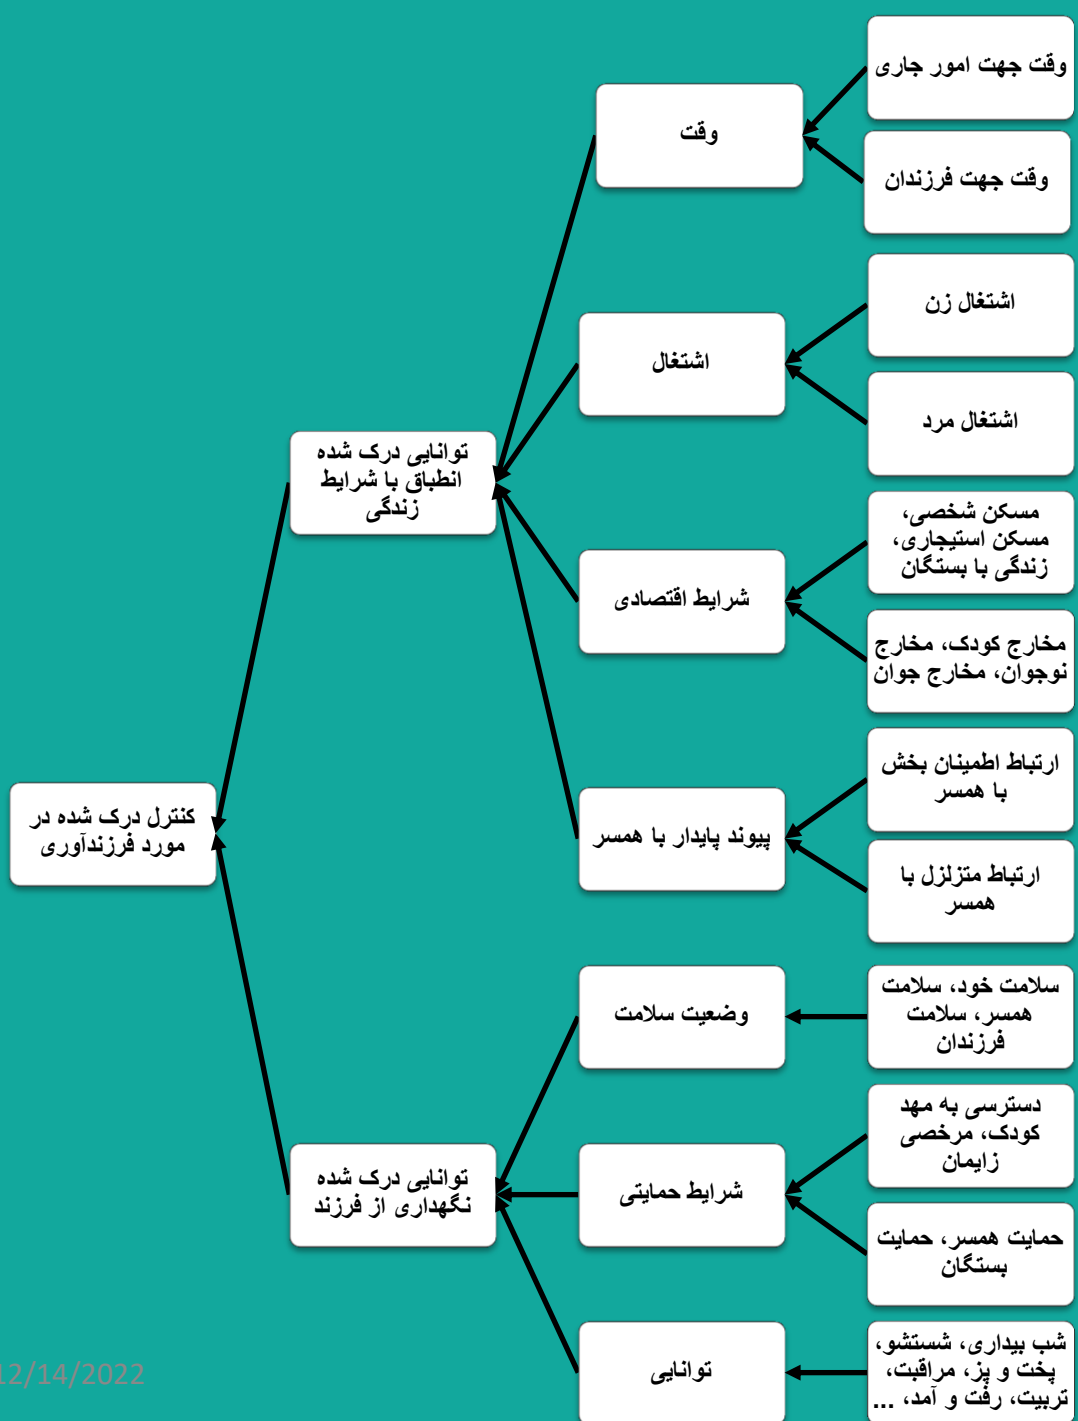 وقت جهت امور جاری
وقت
وقت جهت فرزندان
اشتغال زن
اشتغال
اشتغال مرد
توانایی درک شده
انطباق با شرایط
زندگی
مسکن شخصی،
مسکن استیجاری،
زندگی با بستگان
شرایط اقتصادی
مخارج کودک، مخارج
نوجوان، مخارج جوان
ارتباط اطمینان بخش
با همسر
پیوند پایدار با همسر
ارتباط متزلزل با
همسر
کنترل درک شده در
مورد فرزندآوری
سلامت خود، سلامت
همسر، سلامت
فرزندان
وضعیت سلامت
دسترسی به مهد
کودک، مرخصی
زایمان
شرایط حمایتی
توانایی درک شده
نگهداری از فرزند
حمایت همسر، حمایت
بستگان
شب بیداری، شستشو،
پخت و پز، مراقبت،
تربیت، رفت و آمد، ...
توانایی
12/14/2022